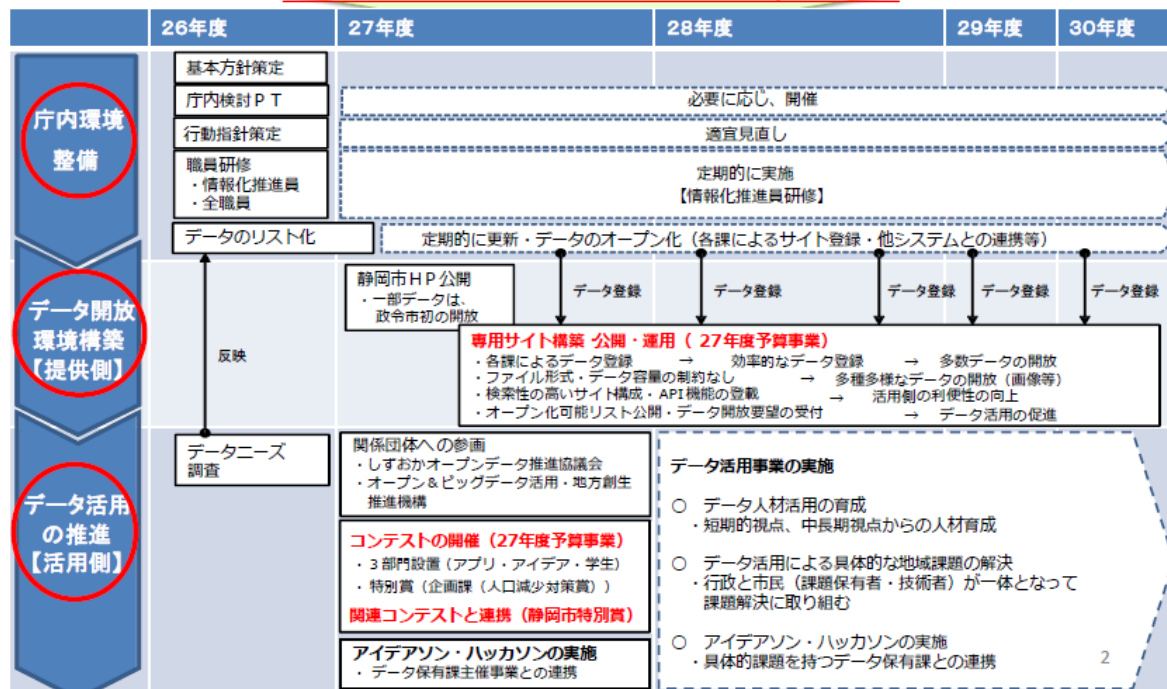 26年度
27年度
28年度
29年度
30年度
庁内環境
整備
基本方針策定
庁内検討ＰＴ
必要に応じ、開催
行動指針策定
適宜見直し
職員研修
・情報化推進員
・全職員
定期的に実施
【情報化推進員研修】
データのリスト化
定期的に更新・データのオープン化（各課によるサイト登録・他システムとの連携等）
データ開放
環境構築
【提供側】
反映
静岡市ＨＰ公開
・一部データは、
政令市初の開放
データ登録
データ登録
データ登録
データ登録
データ登録
専用サイト構築・公開・運用（ 27年度予算事業）
・各課によるデータ登録 → 効率的なデータ登録 → 多数データの開放
・ファイル形式・データ容量の制約なし → 多種多様なデータの開放（画像等）
・検索性の高いサイト構成・API機能の登載 → 活用側の利便性の向上
・オープン化可能リスト公開・データ開放要望の受付 → データ活用の促進
データ活用
の推進
【活用側】
データニーズ
調査
関係団体への参画
・しずおかオープンデータ推進協議会
・オープン＆ビッグデータ活用・地方創生
推進機構
コンテストの開催（27年度予算事業）
・３部門設置（アプリ・アイデア・学生）
・特別賞（企画課（人口減少対策賞））
関連コンテストと連携（静岡市特別賞）
アイデアソン・ハッカソンの実施
・データ保有課主催事業との連携
データ活用事業の実施
○ データ人材活用の育成
・短期的視点、中長期視点からの人材育成
○ データ活用による具体的な地域課題の解決
・行政と市民（課題保有者・技術者）が一体となって
課題解決に取り組む
○ アイデアソン・ハッカソンの実施
・具体的課題を持つデータ保有課との連携
2